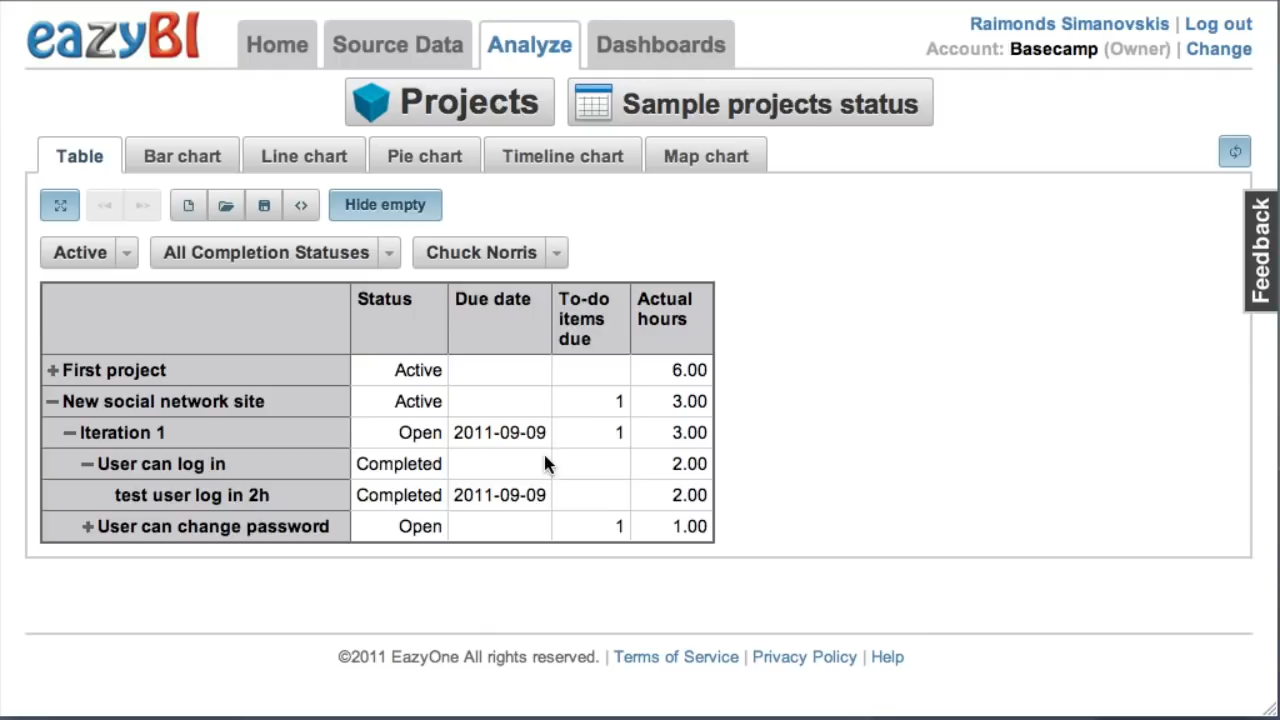 eazyBI Home Source Data Analyze Dashboards
Raimonds Simanovskis | Log out
Account: Basecamp (Owner) | Change
Projects Sample projects status
Table Bar chart Line chart Pie chart Timeline chart Map chart
Hide empty
Active All Completion Statuses Chuck Norris
Feedback
Status Due date To-do items due Actual hours
First project Active 6.00
New social network site Active 1 3.00
Iteration 1 Open 2011-09-09 1 3.00
User can log in Completed 2.00
test user log in 2h Completed 2011-09-09 2.00
User can change password Open 1 1.00
©2011 EazyOne All rights reserved. | Terms of Service | Privacy Policy | Help